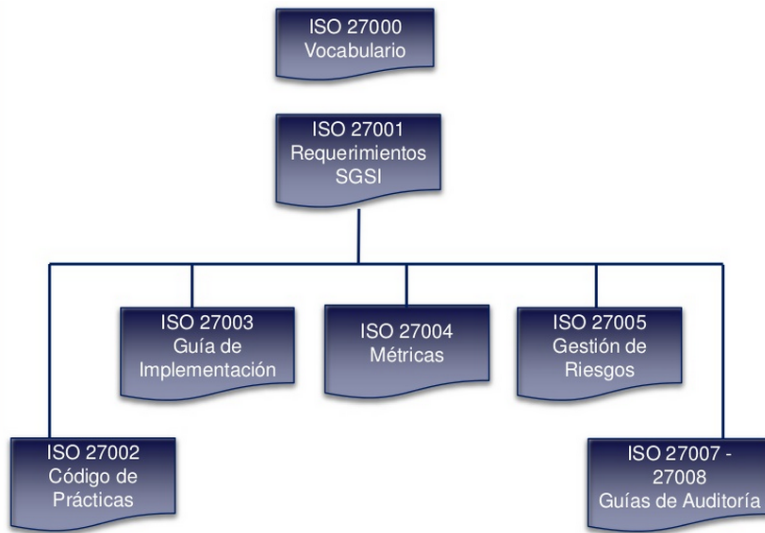 ISO 27000
Vocabulario
ISO 27001
Requerimientos
SGSI
ISO 27003
Guía de
Implementación
ISO 27004
Métricas
ISO 27005
Gestión de
Riesgos
ISO 27002
Código de
Prácticas
ISO 27007 -
27008
Guías de Auditoría